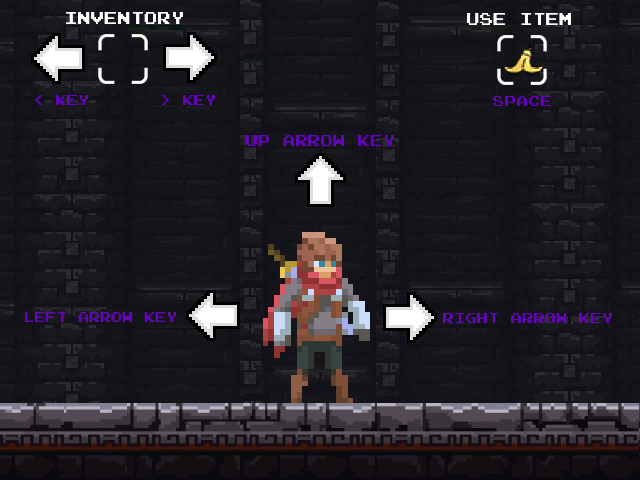 INVENTORY
USE ITEM
< KEY
> KEY
SPACE
UP ARROW KEY
LEFT ARROW KEY
RIGHT ARROW KEY